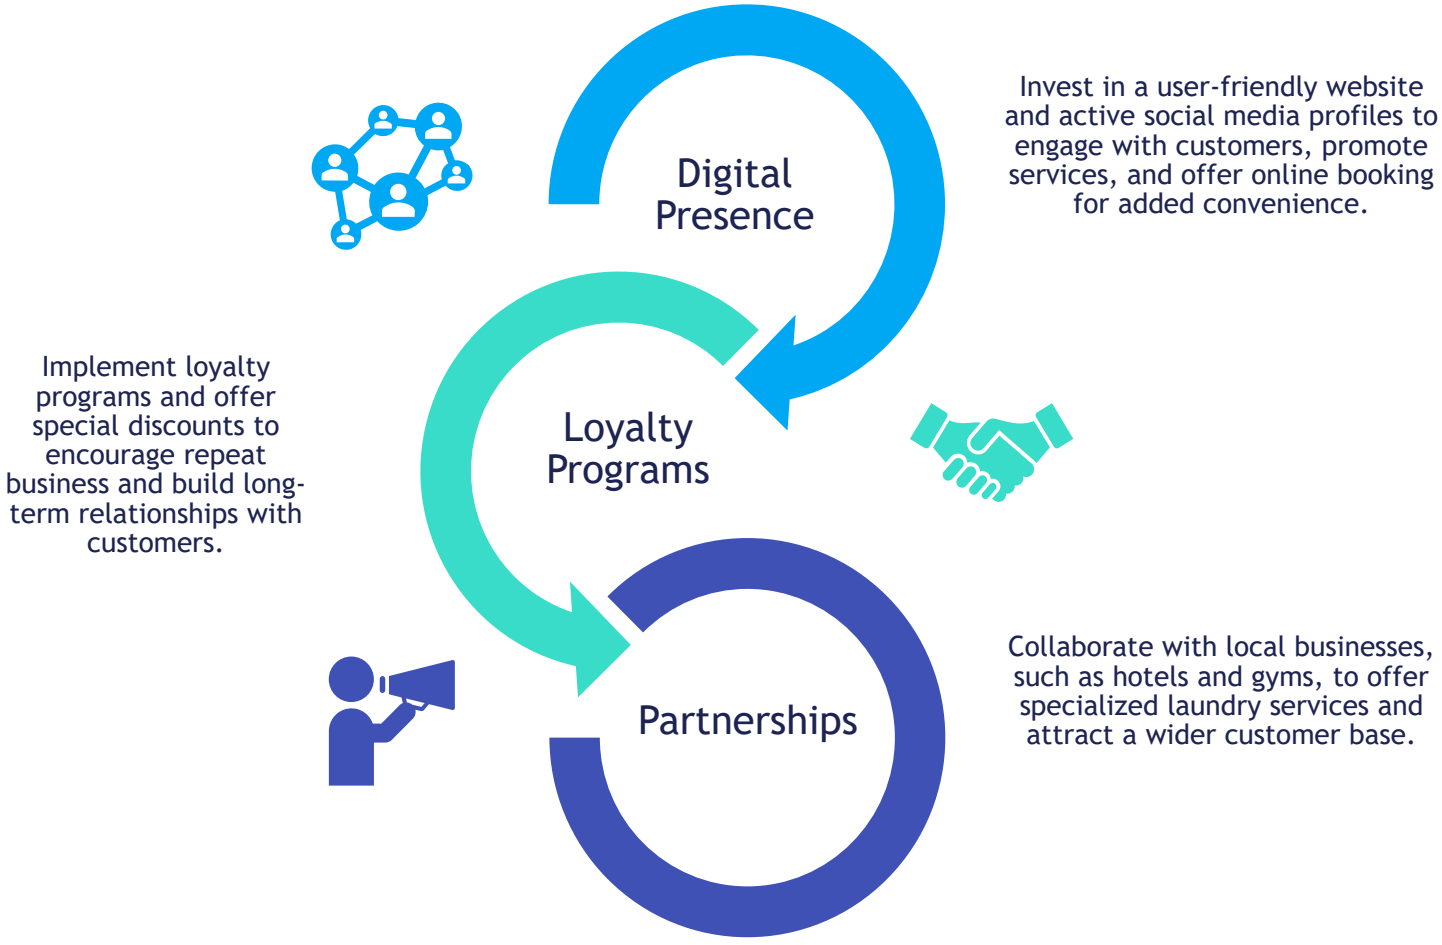 Digital
Presence
Invest in a user-friendly website
and active social media profiles to
engage with customers, promote
services, and offer online booking
for added convenience.
Loyalty
Programs
Implement loyalty
programs and offer
special discounts to
encourage repeat
business and build long-
term relationships with
customers.
Partnerships
Collaborate with local businesses,
such as hotels and gyms, to offer
specialized laundry services and
attract a wider customer base.